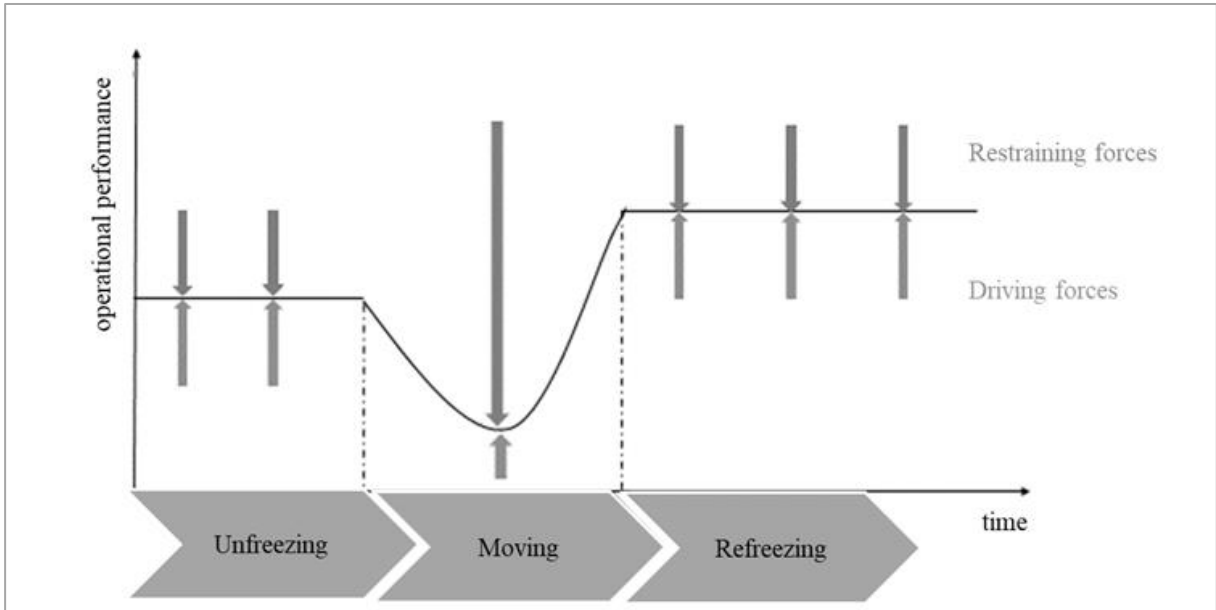 operational performance
Restraining forces
Driving forces
time
Unfreezing
Moving
Refreezing